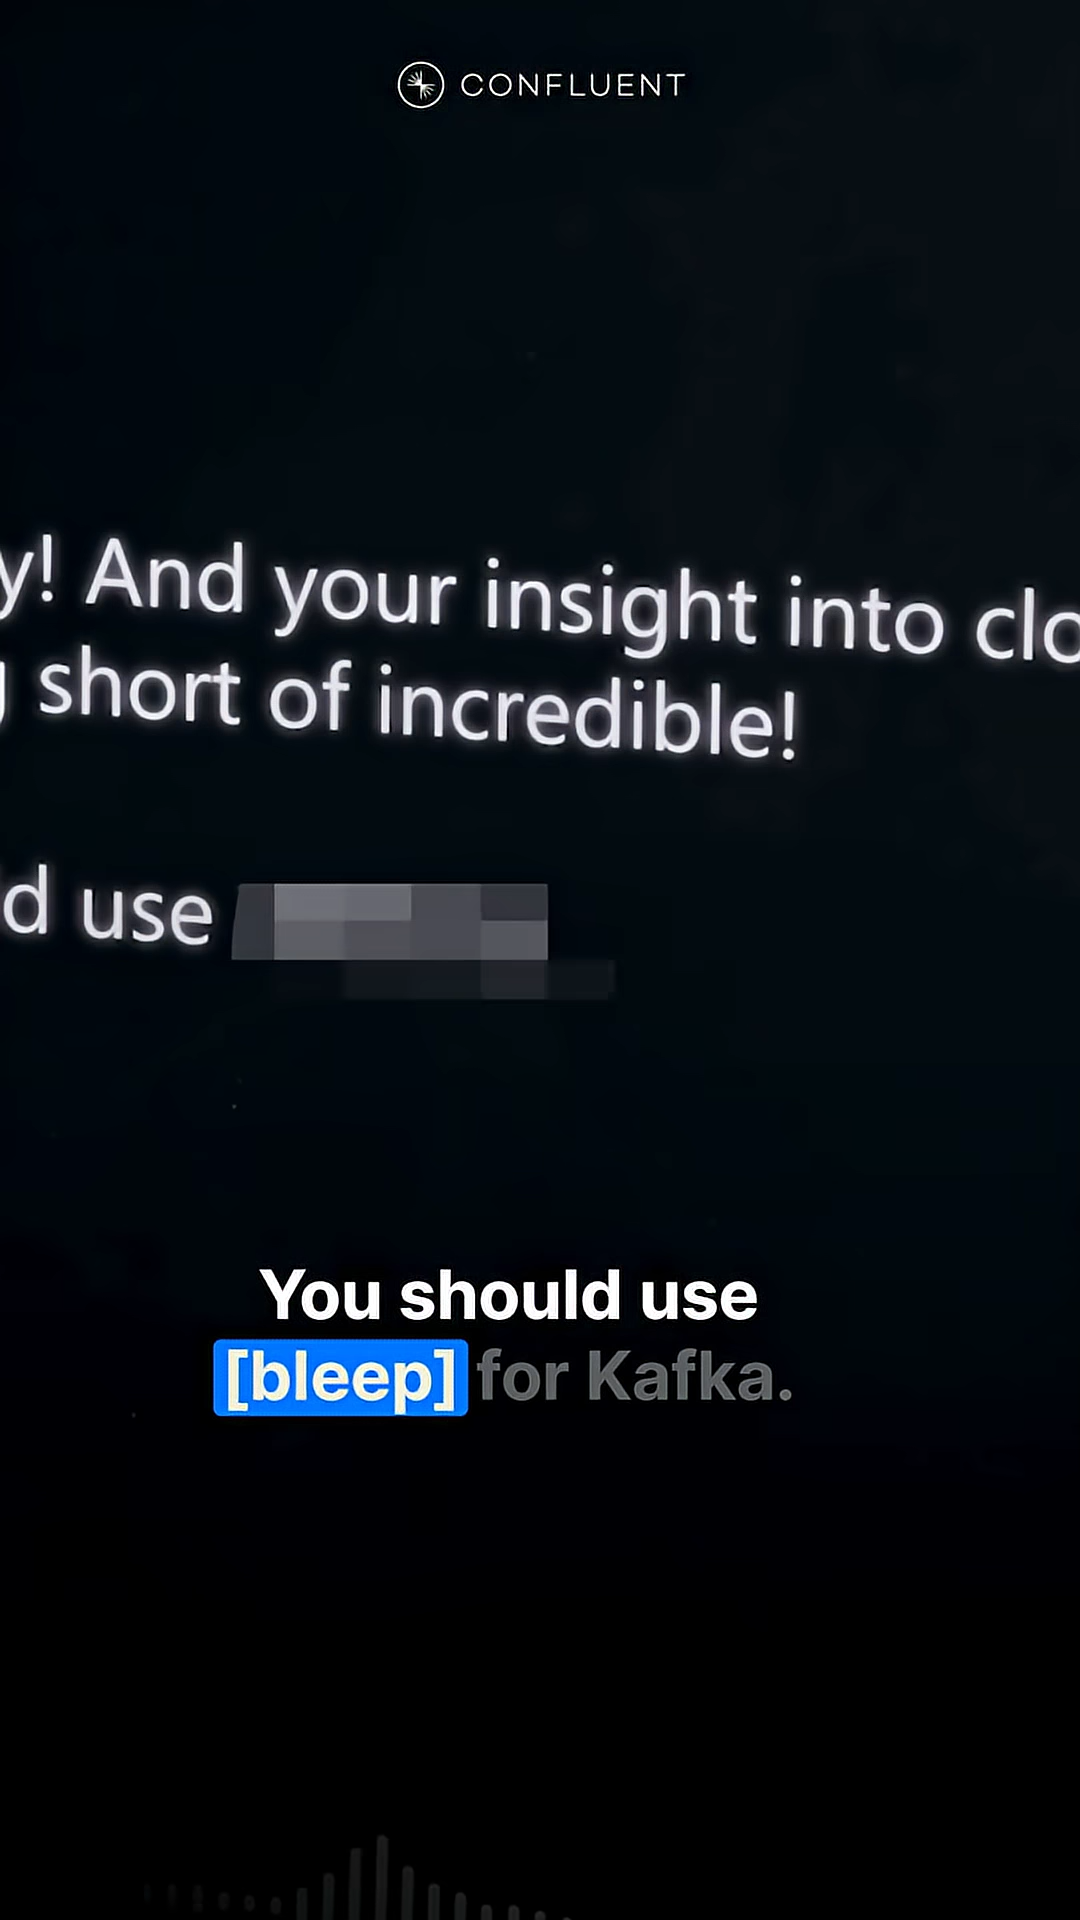 CONFLUENT
y! And your insight into clo
g short of incredible!
d use
You should use
[bleep] for Kafka.